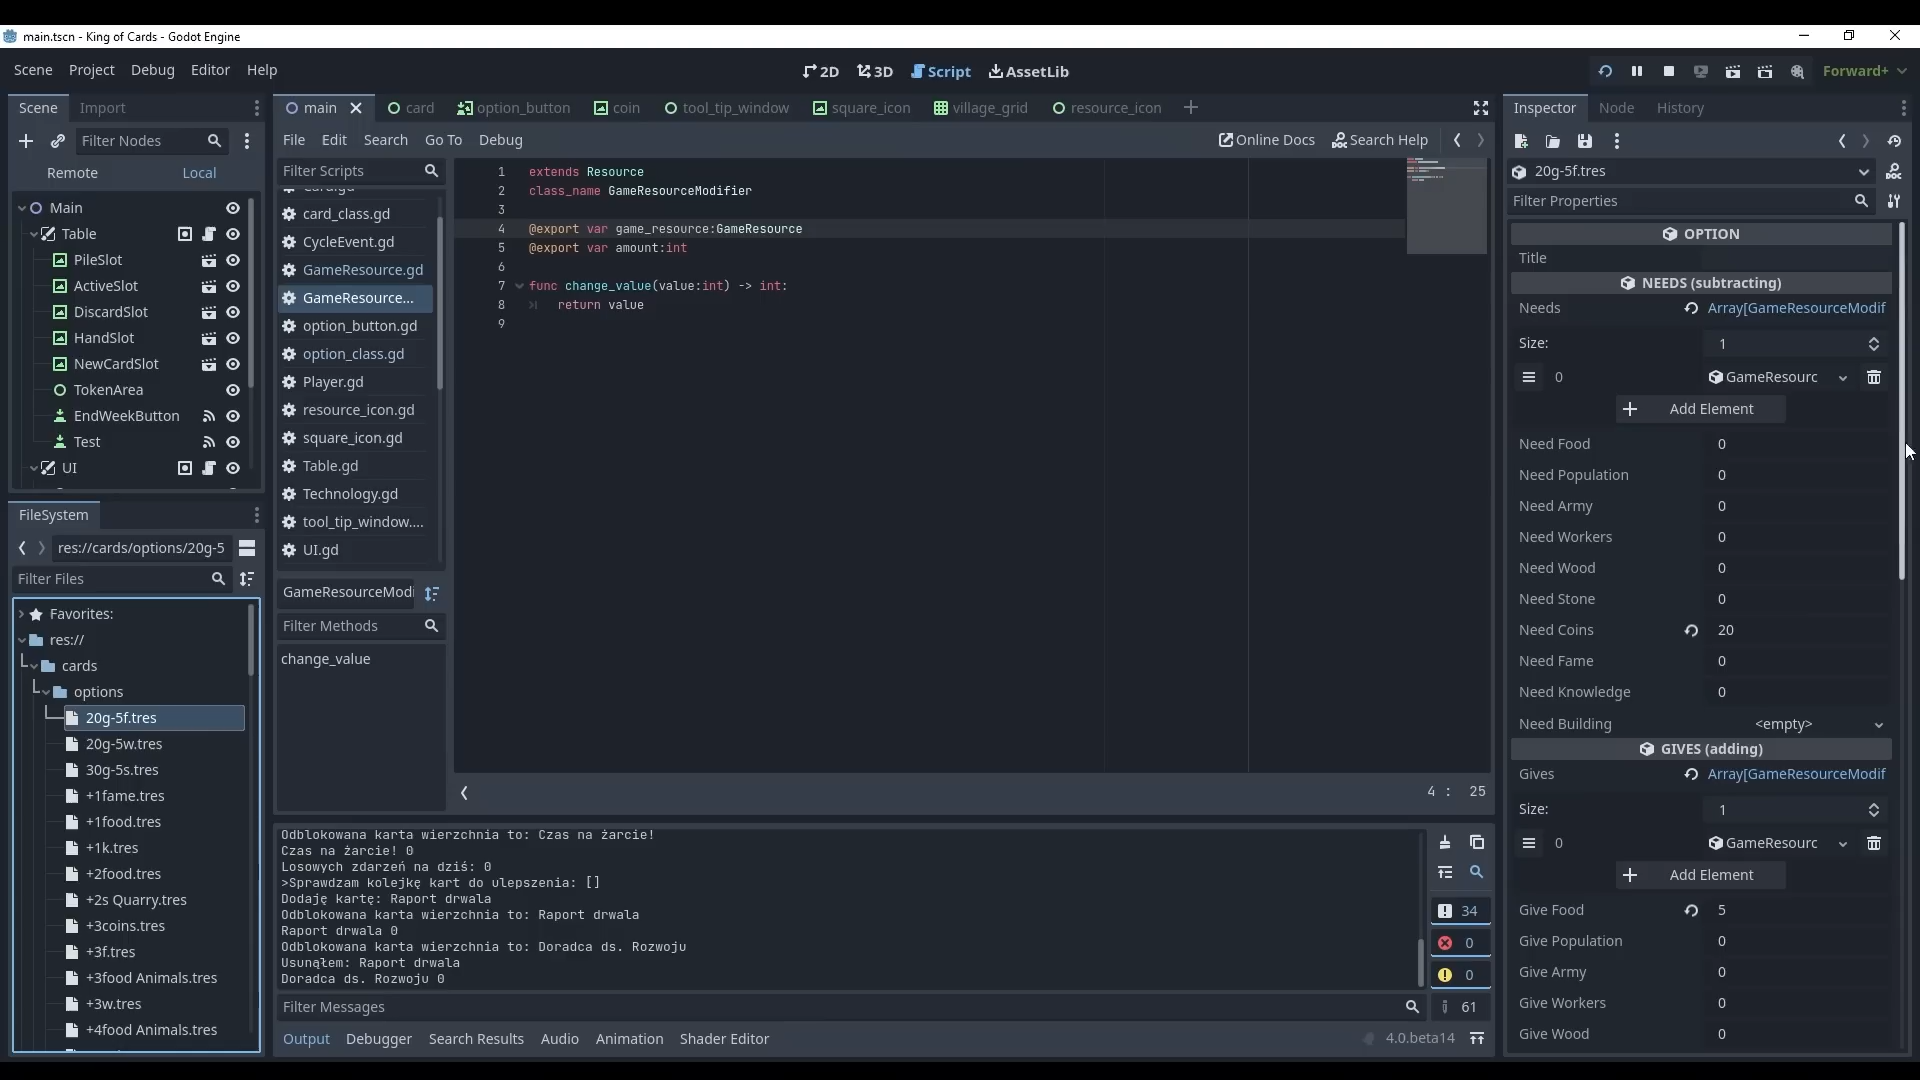 main.tscn - King of Cards - Godot Engine
Scene Project Debug Editor Help
2D 3D Script AssetLib
Forward+
Scene Import
Filter Nodes
Remote Local
Main
Table
PileSlot
ActiveSlot
DiscardSlot
HandSlot
NewCardSlot
TokenArea
EndWeekButton
Test
UI
FileSystem
res://cards/options/20g-5
Filter Files
Favorites:
res://
cards
options
20g-5f.tres
20g-5w.tres
30g-5s.tres
+1fame.tres
+1food.tres
+1k.tres
+2food.tres
+2s Quarry.tres
+3coins.tres
+3f.tres
+3food Animals.tres
+3w.tres
+4food Animals.tres
main card option_button coin tool_tip_window square_icon village_grid resource_icon
File Edit Search Go To Debug
Online Docs Search Help
Filter Scripts
card_class.gd
CycleEvent.gd
GameResource.gd
GameResource...
option_button.gd
option_class.gd
Player.gd
resource_icon.gd
square_icon.gd
Table.gd
Technology.gd
tool_tip_window....
UI.gd
GameResourceModi
Filter Methods
change_value
1 extends Resource
2 class_name GameResourceModifier
3
4 @export var game_resource:GameResource
5 @export var amount:int
6
7 func change_value(value:int) -> int:
8 return value
9
4 : 25
Odblokowana karta wierzchnia to: Czas na żarcie!
Czas na żarcie! 0
Losowych zdarzeń na dziś: 0
>Sprawdzam kolejkę kart do ulepszenia: []
Dodaję kartę: Raport drwala
Odblokowana karta wierzchnia to: Raport drwala
Raport drwala 0
Odblokowana karta wierzchnia to: Doradca ds. Rozwoju
Usunąłem: Raport drwala
Doradca ds. Rozwoju 0
34
0
0
61
Filter Messages
Output Debugger Search Results Audio Animation Shader Editor
4.0.beta14
Inspector Node History
20g-5f.tres
Filter Properties
OPTION
Title
NEEDS (subtracting)
Needs Array[GameResourceModif
Size: 1
0 GameResourc
Add Element
Need Food 0
Need Population 0
Need Army 0
Need Workers 0
Need Wood 0
Need Stone 0
Need Coins 20
Need Fame 0
Need Knowledge 0
Need Building <empty>
GIVES (adding)
Gives Array[GameResourceModif
Size: 1
0 GameResourc
Add Element
Give Food 5
Give Population 0
Give Army 0
Give Workers 0
Give Wood 0